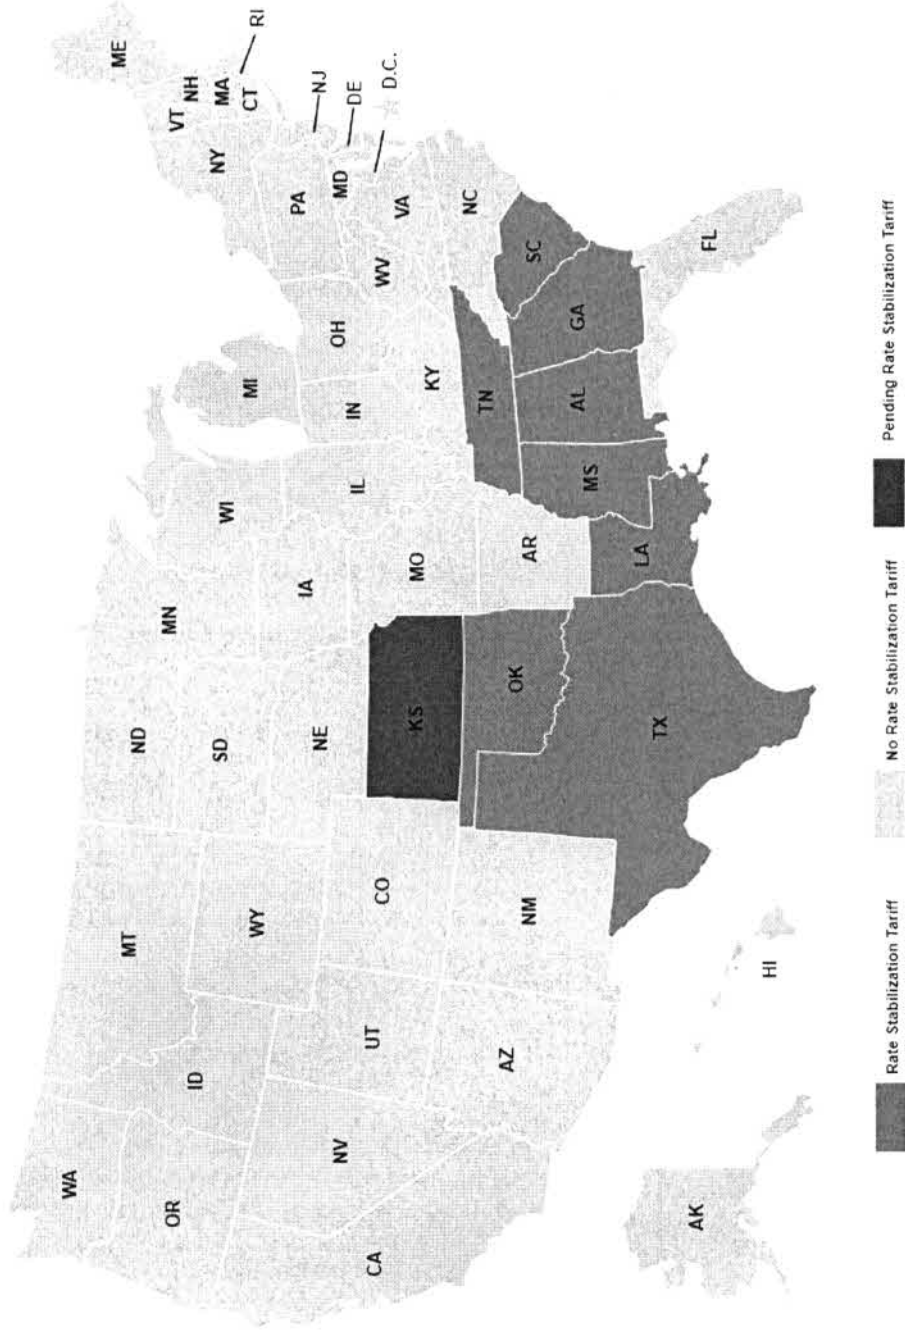 WA
MT
ND
MN
ME
VT
NH
OR
ID
SD
WI
MI
NY
MA
CT
RI
WY
NE
IA
PA
NJ
NV
UT
CO
IL
IN
OH
MD
DE
D.C.
CA
KS
MO
KY
WV
VA
AZ
NM
OK
AR
TN
NC
SC
TX
LA
MS
AL
GA
FL
AK
HI
Rate Stabilization Tariff
No Rate Stabilization Tariff
Pending Rate Stabilization Tariff